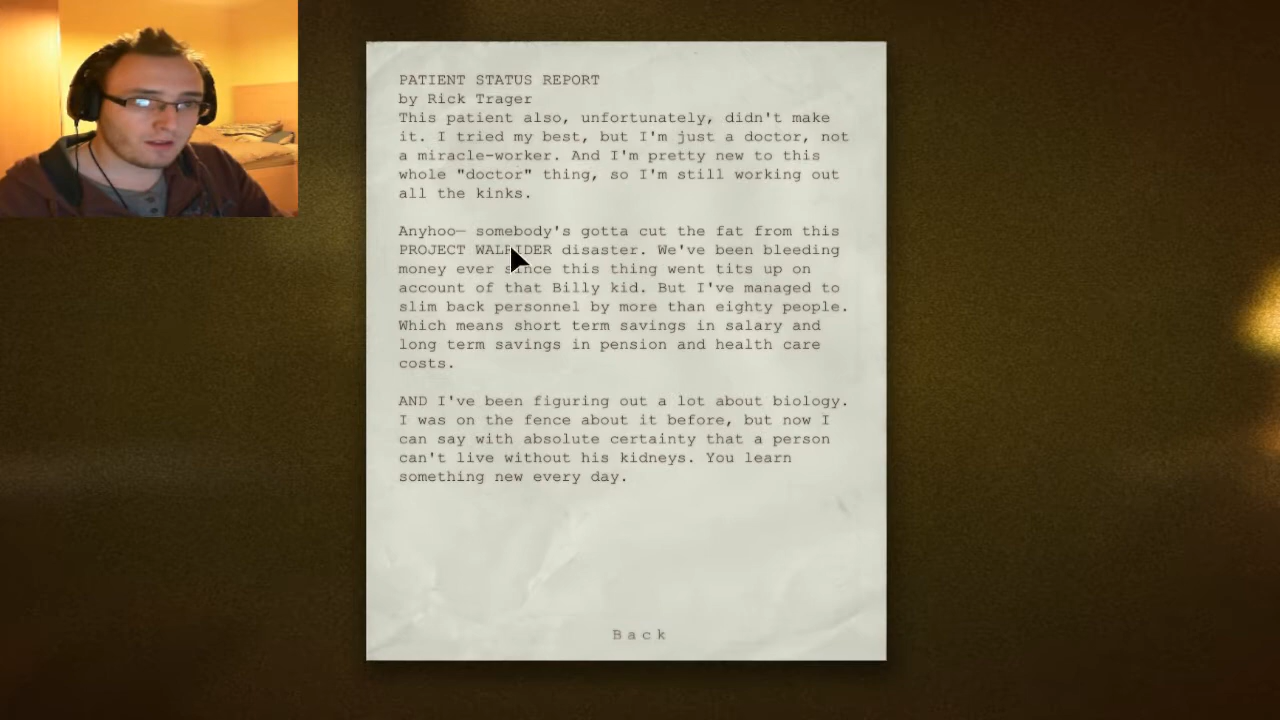 PATIENT STATUS REPORT
by Rick Trager
This patient also, unfortunately, didn't make
it. I tried my best, but I'm just a doctor, not
a miracle-worker. And I'm pretty new to this
whole "doctor" thing, so I'm still working out
all the kinks.
Anyhoo— somebody's gotta cut the fat from this
PROJECT WALRIDER disaster. We've been bleeding
money ever since this thing went tits up on
account of that Billy kid. But I've managed to
slim back personnel by more than eighty people.
Which means short term savings in salary and
long term savings in pension and health care
costs.
AND I've been figuring out a lot about biology.
I was on the fence about it before, but now I
can say with absolute certainty that a person
can't live without his kidneys. You learn
something new every day.
Back